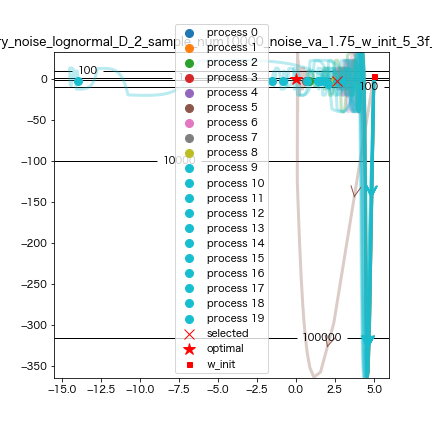 ry_noise_lognormal_D_2_sample_num10000_noise_va_1.75_w_init_5_3f_
process 0
process 1
process 2
process 3
process 4
process 5
process 6
process 7
process 8
process 9
process 10
process 11
process 12
process 13
process 14
process 15
process 16
process 17
process 18
process 19
selected
optimal
w_init
100
100
10000
100000
0
−50
−100
−150
−200
−250
−300
−350
−15.0
−12.5
−10.0
−7.5
−5.0
−2.5
0.0
2.5
5.0